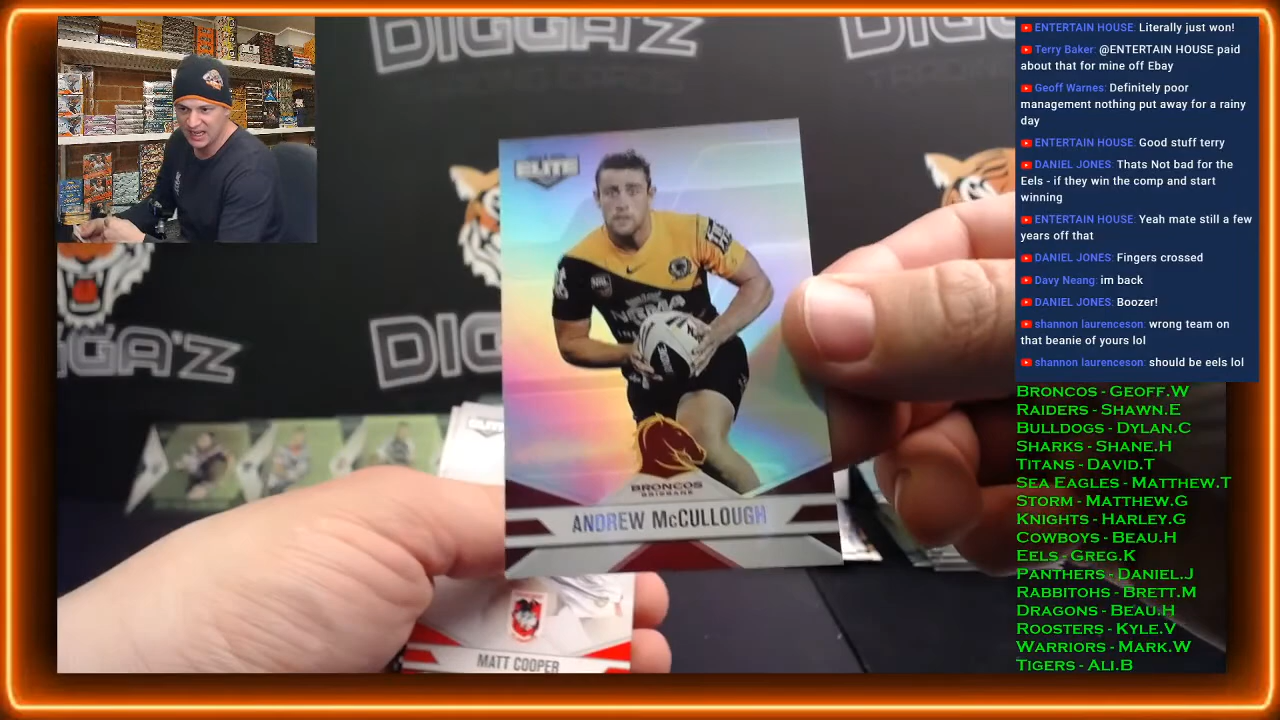 DIGGA'Z
DIGGA
ELITE
BRONCOS
BRISBANE
ANDREW McCULLOUGH
DIGGA'Z
DIG
MATT COOPER
ENTERTAIN HOUSE: Literally just won!
Terry Baker: @ENTERTAIN HOUSE paid
about that for mine off Ebay
Geoff Warnes: Definitely poor
management nothing put away for a rainy
day
ENTERTAIN HOUSE: Good stuff terry
DANIEL JONES: Thats Not bad for the
Eels - if they win the comp and start
winning
ENTERTAIN HOUSE: Yeah mate still a few
years off that
DANIEL JONES: Fingers crossed
Davy Neang: im back
DANIEL JONES: Boozer!
shannon laurenceson: wrong team on
that beanie of yours lol
shannon laurenceson: should be eels lol
BRONCOS - GEOFF.W
RAIDERS - SHAWN.E
BULLDOGS - DYLAN.C
SHARKS - SHANE.H
TITANS - DAVID.T
SEA EAGLES - MATTHEW.T
STORM - MATTHEW.G
KNIGHTS - HARLEY.G
COWBOYS - BEAU.H
EELS - GREG.K
PANTHERS - DANIEL.J
RABBITOHS - BRETT.M
DRAGONS - BEAU.H
ROOSTERS - KYLE.V
WARRIORS - MARK.W
TIGERS - ALI.B